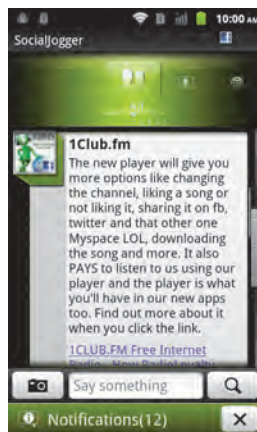 10:00 AM
SocialJogger
All
1Club.fm
The new player will give you
more options like changing
the channel, liking a song or
not liking it, sharing it on fb,
twitter and that other one
Myspace LOL, downloading
the song and more. It also
PAYS to listen to us using our
player and the player is what
you'll have in our new apps
too. Find out more about it
when you click the link.
1CLUB.FM Free Internet
Radio - How RadioLoyalty
Say something
Notifications(12)